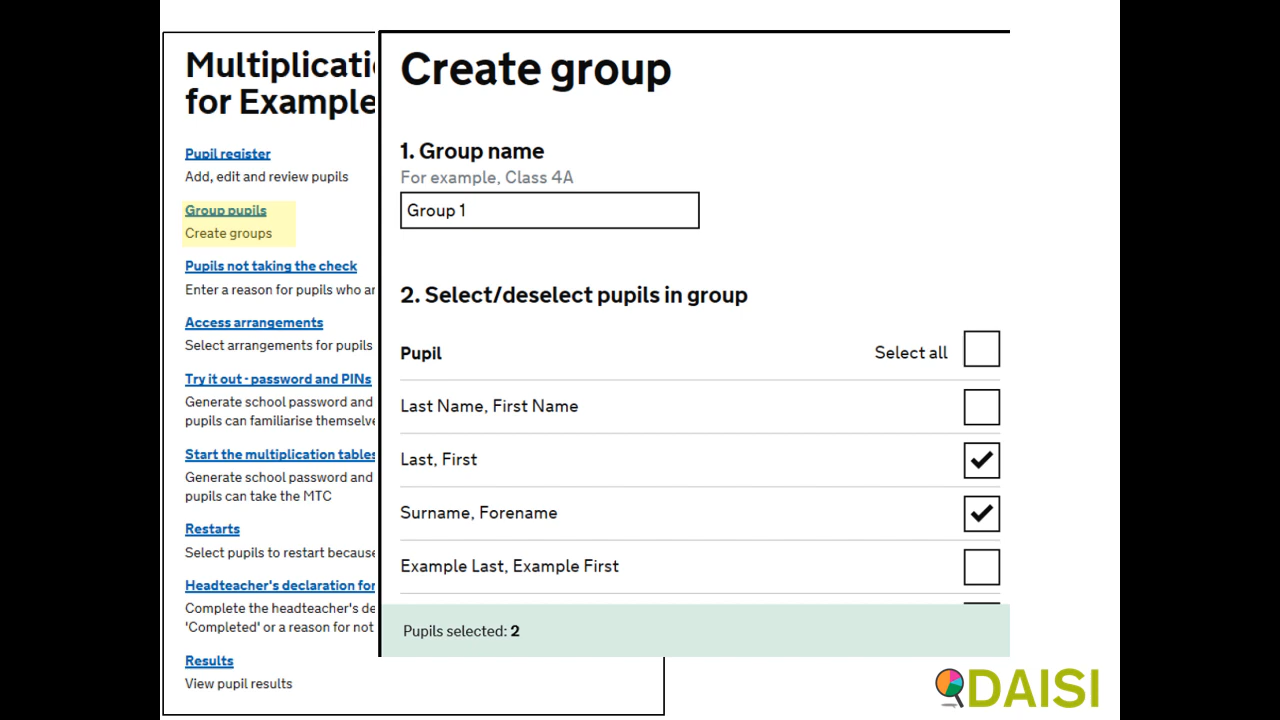 Multiplicati
for Example
Pupil register
Add, edit and review pupils
Group pupils
Create groups
Pupils not taking the check
Enter a reason for pupils who ar
Access arrangements
Select arrangements for pupils
Try it out - password and PINs
Generate school password and
pupils can familiarise themselve
Start the multiplication tables
Generate school password and
pupils can take the MTC
Restarts
Select pupils to restart because
Headteacher's declaration for
Complete the headteacher's de
'Completed' or a reason for not
Results
View pupil results
Create group
1. Group name
For example, Class 4A
Group 1
2. Select/deselect pupils in group
Pupil Select all
Last Name, First Name
Last, First
Surname, Forename
Example Last, Example First
Pupils selected: 2
DAISI